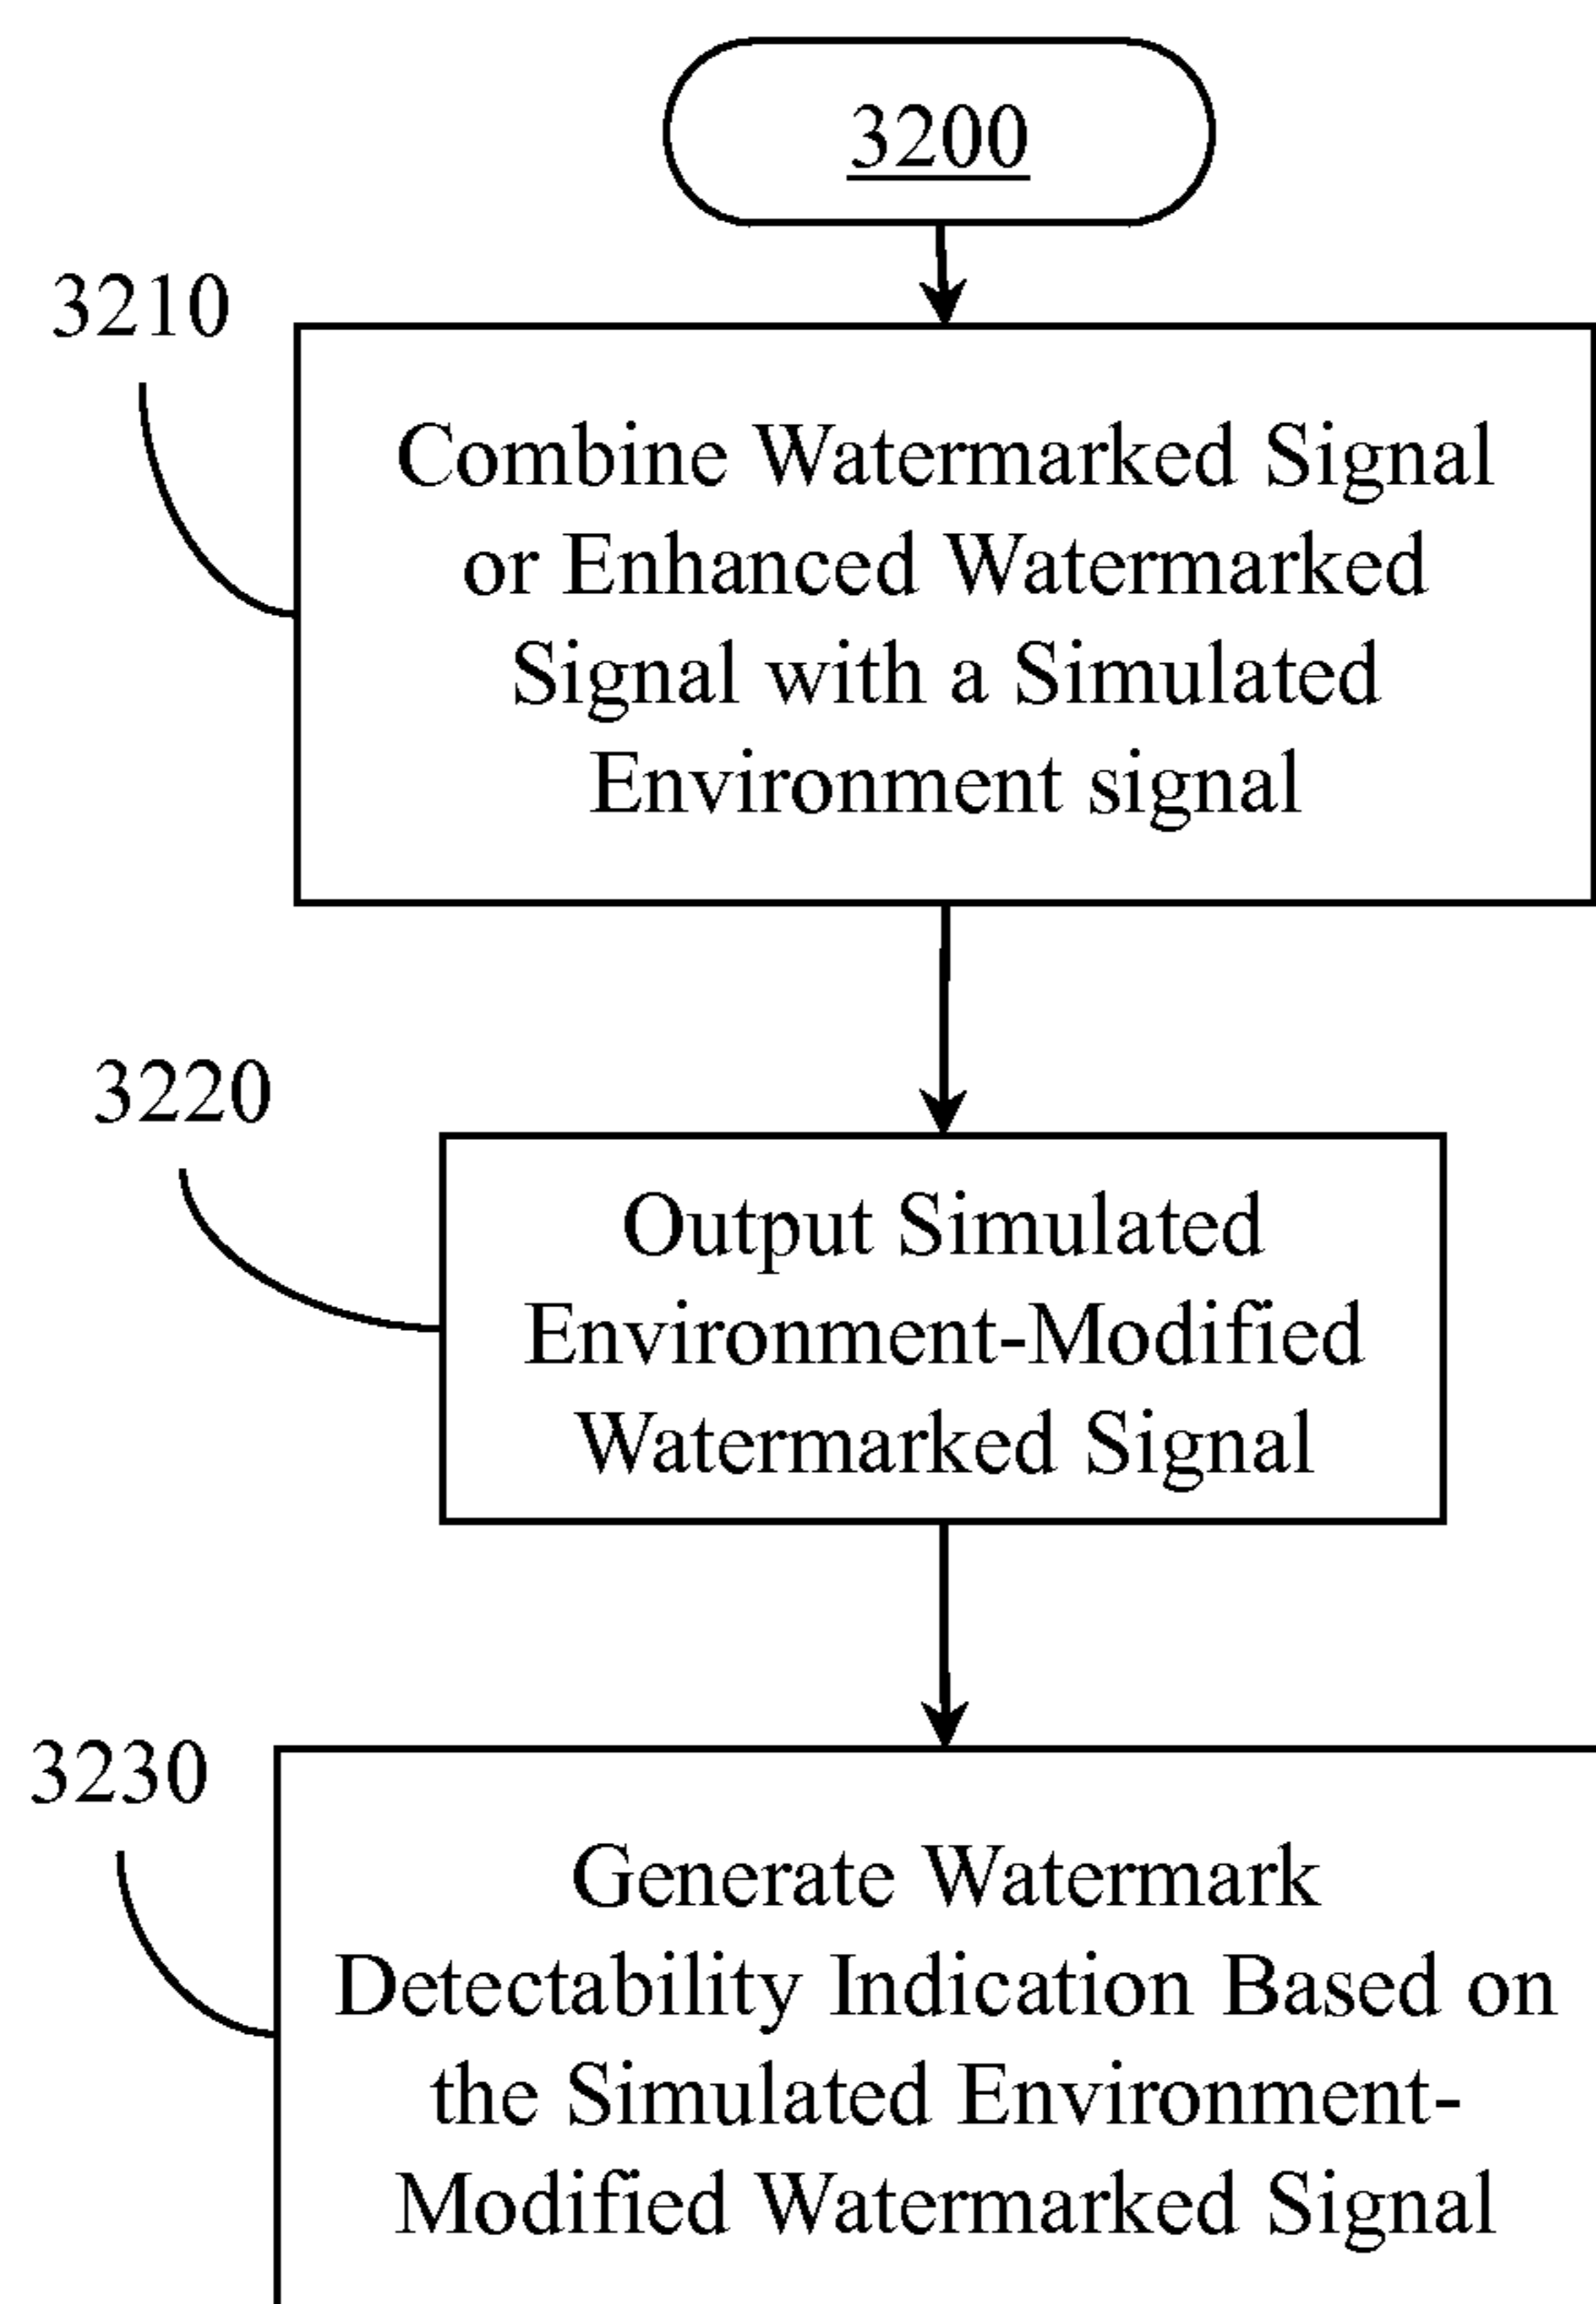 3200
3210
Combine Watermarked Signal
or Enhanced Watermarked
Signal with a Simulated
Environment signal
3220
Output Simulated
Environment-Modified
Watermarked Signal
3230
Generate Watermark
Detectability Indication Based on
the Simulated Environment-
Modified Watermarked Signal